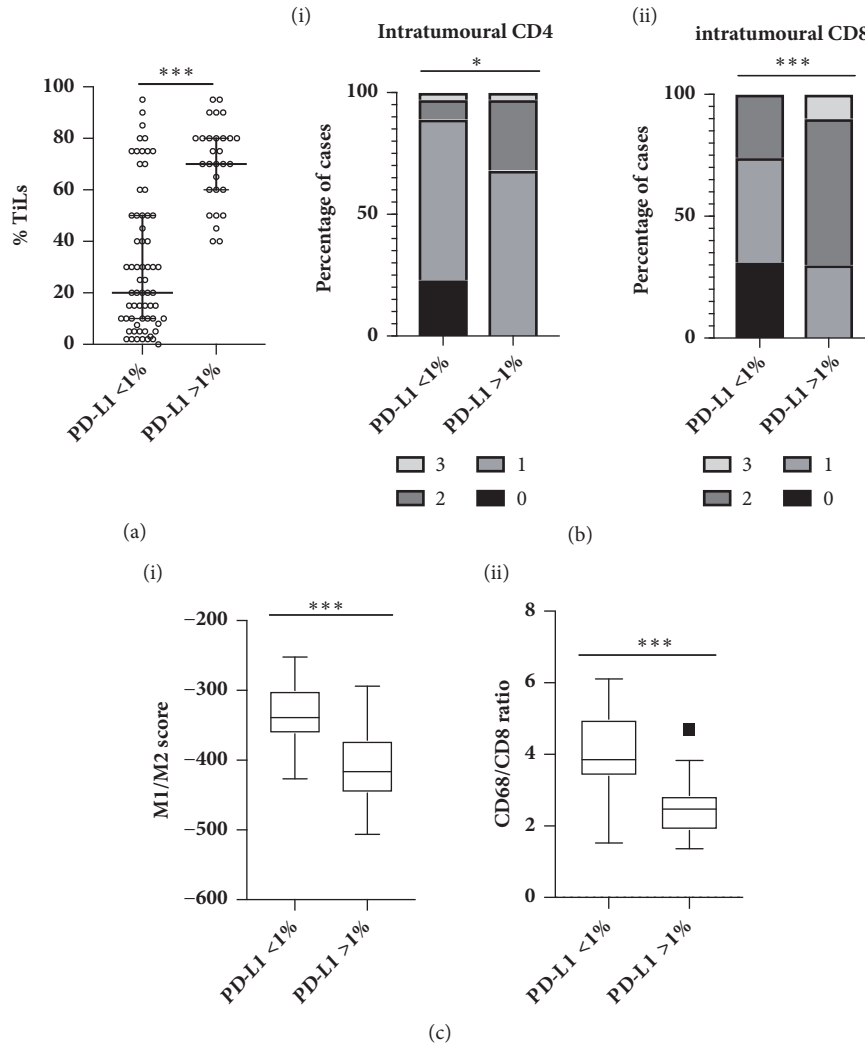 (i)
(ii)
Intratumoural CD4
intratumoural CD8
100
80
60
40
20
0
% TiLs
***
PD-L1 <1%
PD-L1 >1%
(a)
100
50
0
Percentage of cases
*
PD-L1 <1%
PD-L1 >1%
3
1
2
0
100
50
0
Percentage of cases
***
PD-L1 <1%
PD-L1 >1%
3
1
2
0
(b)
(i)
−200
−300
−400
−500
−600
M1/M2 score
***
PD-L1 <1%
PD-L1 >1%
(ii)
8
6
4
2
0
CD68/CD8 ratio
***
PD-L1 <1%
PD-L1 >1%
(c)